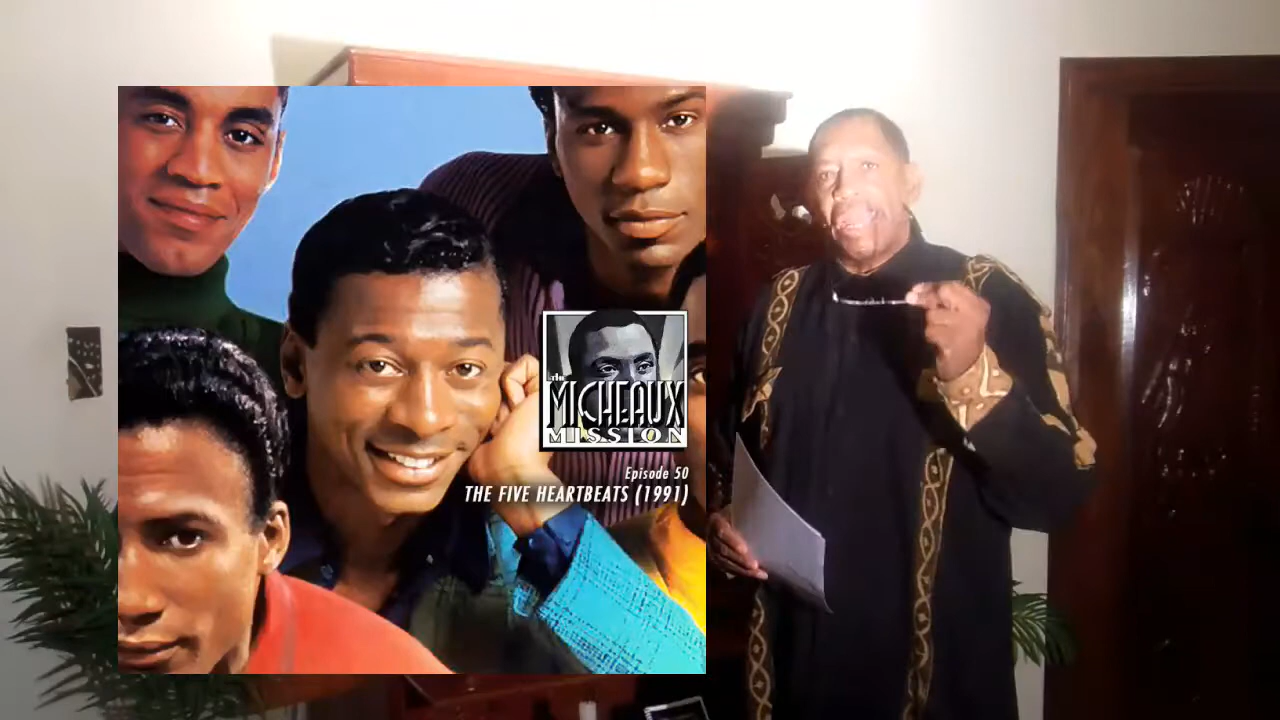 The
MICHEAUX
MISSION
Episode 50
THE FIVE HEARTBEATS (1991)